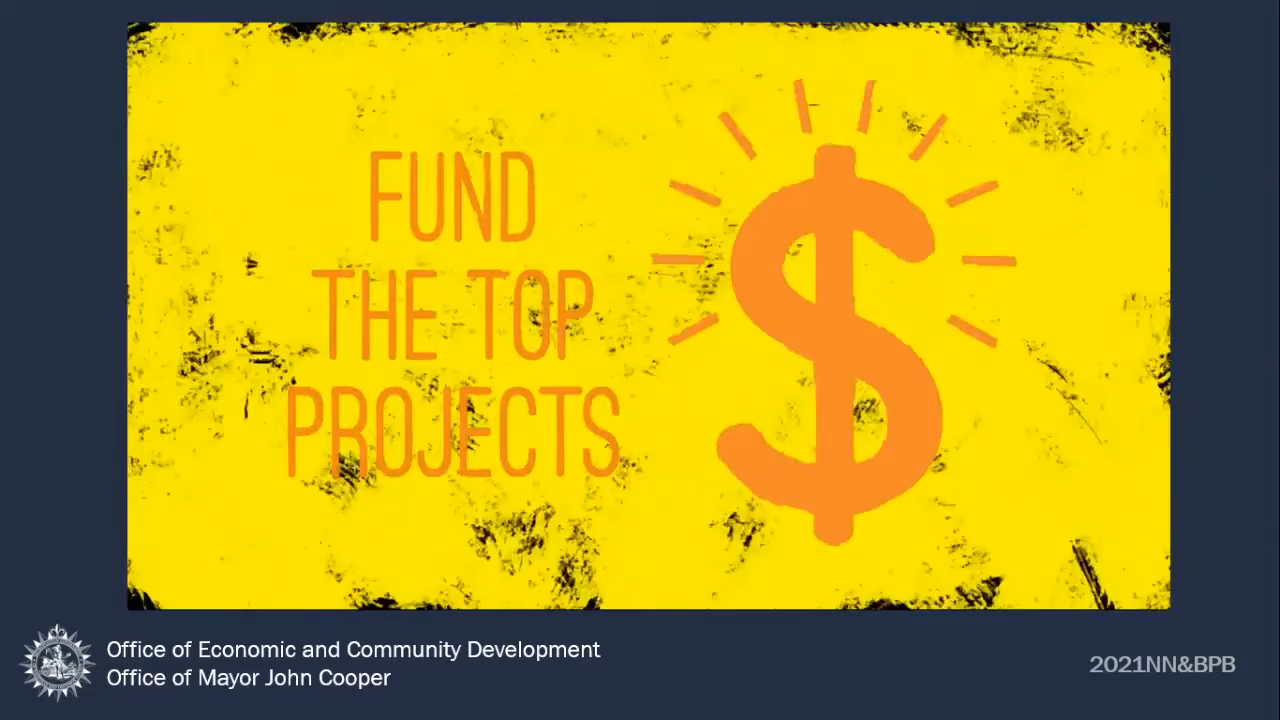 FUND
THE TOP
PROJECTS
$
Office of Economic and Community Development
Office of Mayor John Cooper
2021NN&BPB